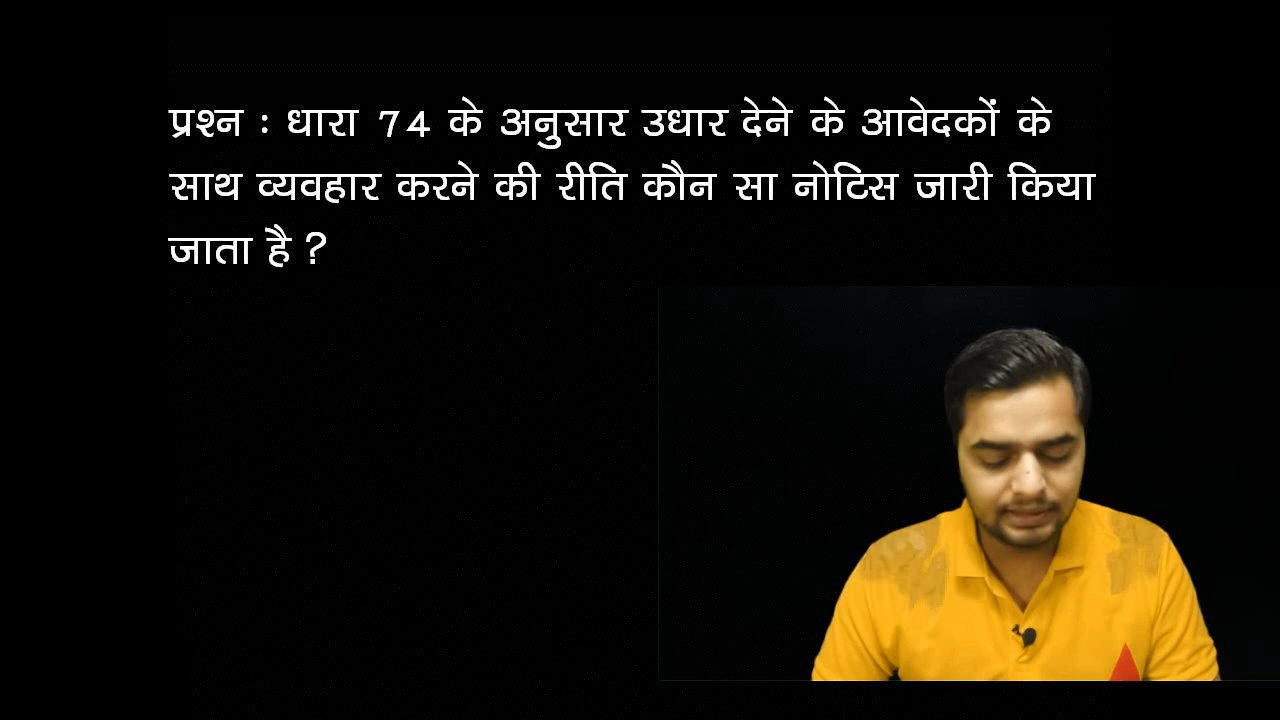 प्रश्न : धारा 74 के अनुसार उधार देने के आवेदकों के
साथ व्यवहार करने की रीति कौन सा नोटिस जारी किया
जाता है ?